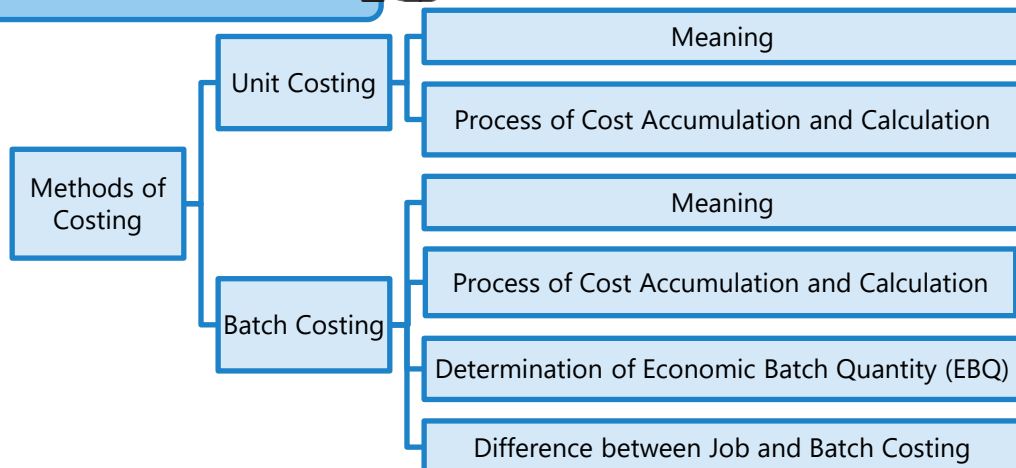 Methods of
Costing
Unit Costing
Meaning
Process of Cost Accumulation and Calculation
Batch Costing
Meaning
Process of Cost Accumulation and Calculation
Determination of Economic Batch Quantity (EBQ)
Difference between Job and Batch Costing